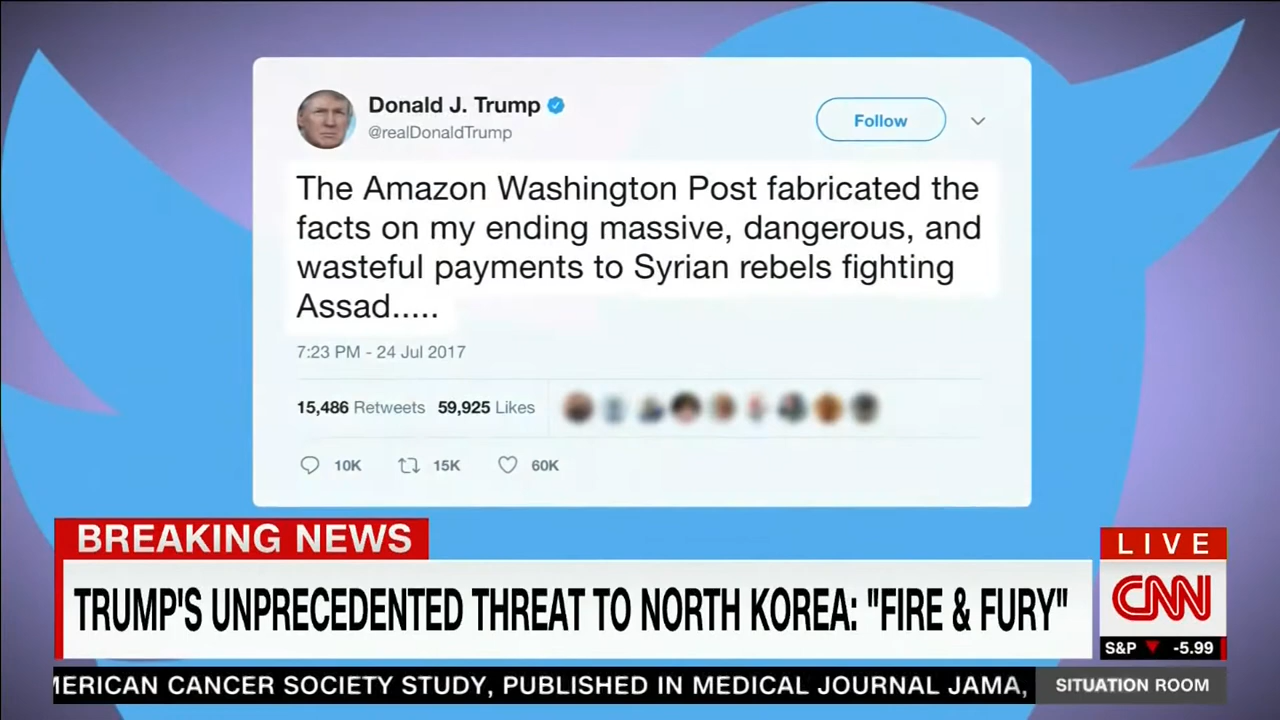 Donald J. Trump
@realDonaldTrump
Follow
The Amazon Washington Post fabricated the
facts on my ending massive, dangerous, and
wasteful payments to Syrian rebels fighting
Assad.....
7:23 PM - 24 Jul 2017
15,486 Retweets 59,925 Likes
10K 15K 60K
BREAKING NEWS
TRUMP'S UNPRECEDENTED THREAT TO NORTH KOREA: "FIRE & FURY"
LIVE
CNN
S&P -5.99
MERICAN CANCER SOCIETY STUDY, PUBLISHED IN MEDICAL JOURNAL JAMA,
SITUATION ROOM